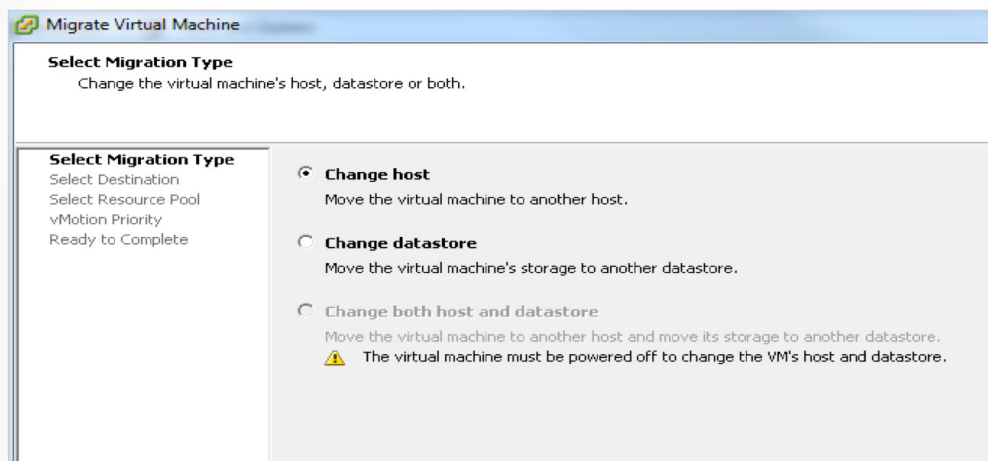 Migrate Virtual Machine
Select Migration Type
Change the virtual machine's host, datastore or both.
Select Migration Type
Select Destination
Select Resource Pool
vMotion Priority
Ready to Complete
Change host
Move the virtual machine to another host.
Change datastore
Move the virtual machine's storage to another datastore.
Change both host and datastore
Move the virtual machine to another host and move its storage to another datastore.
The virtual machine must be powered off to change the VM's host and datastore.